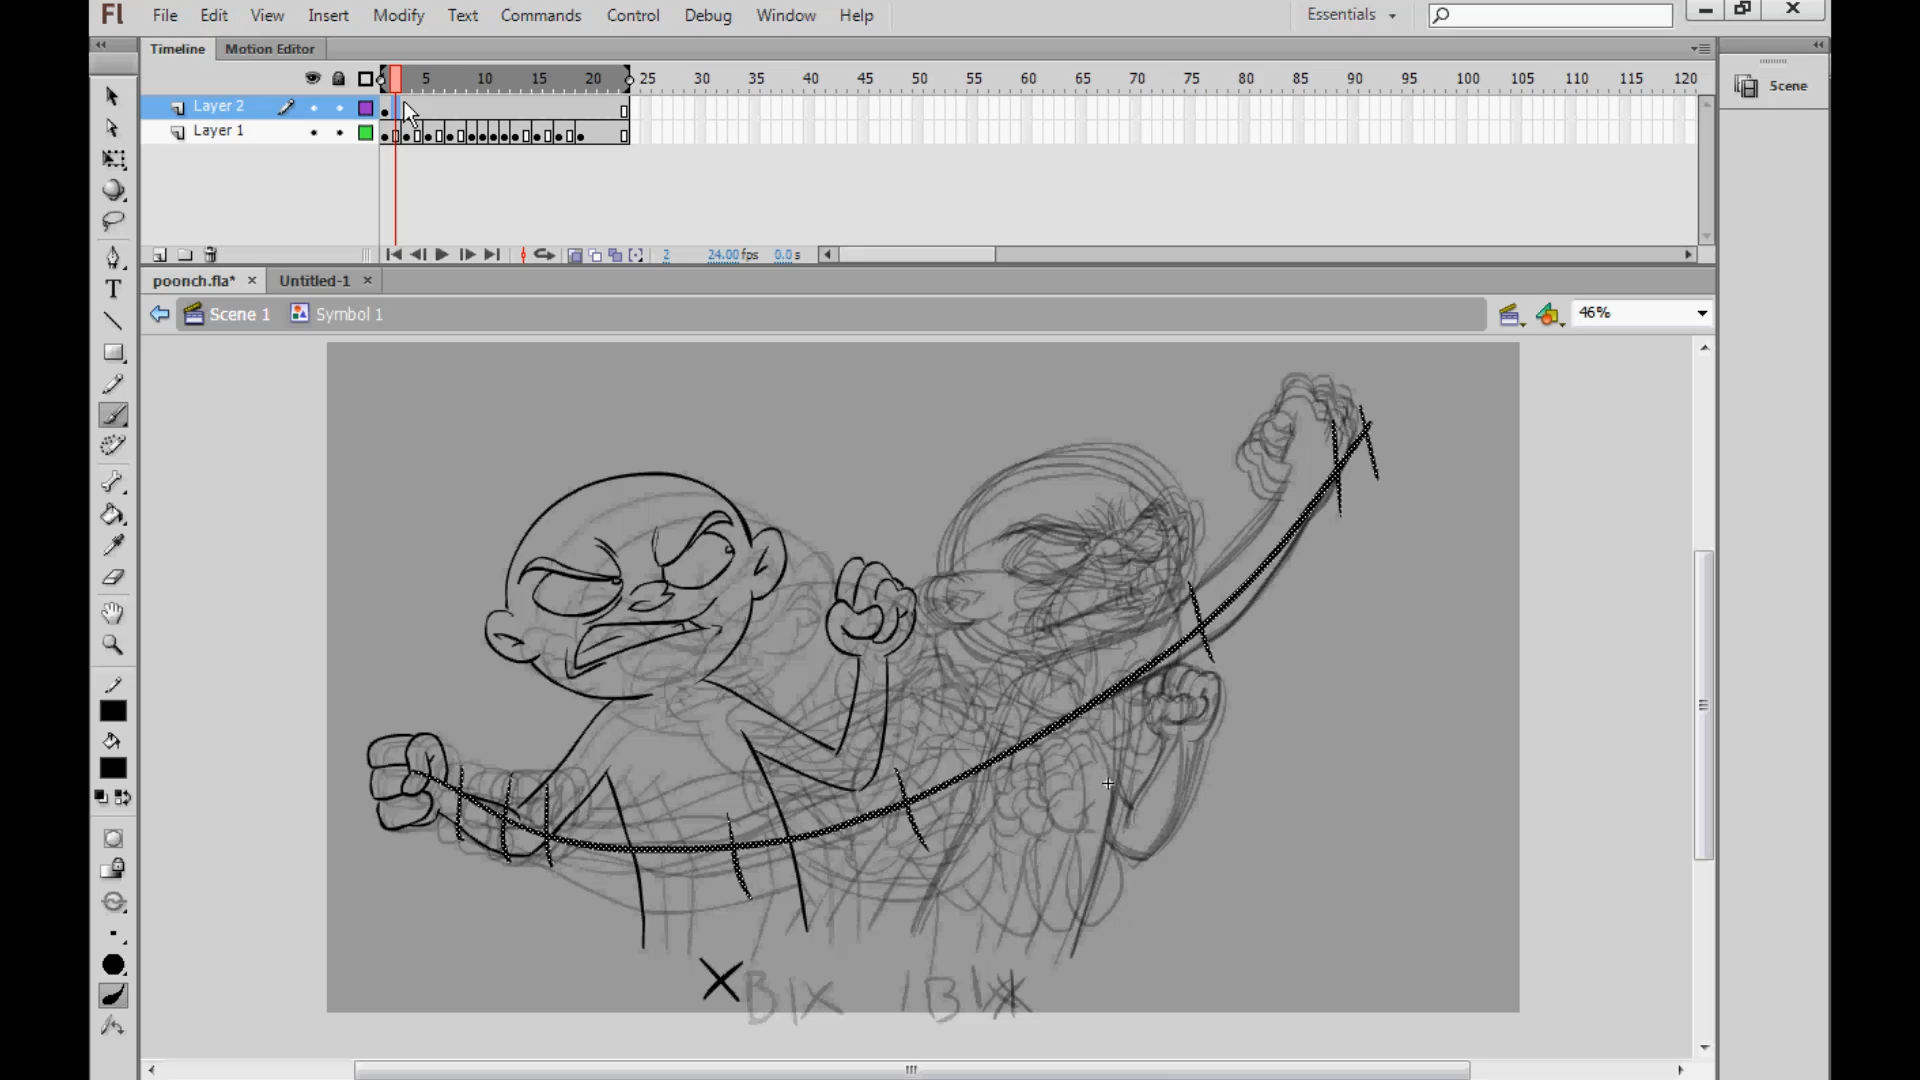 Fl File Edit View Insert Modify Text Commands Control Debug Window Help Essentials
Timeline Motion Editor
5 10 15 20 25 30 35 40 45 50 55 60 65 70 75 80 85 90 95 100 105 110 115 120
Scene
Layer 2
Layer 1
2 24.00fps 0.0s
poonch.fla* Untitled-1
Scene 1 Symbol 1 46%
T
X B | X / B | X